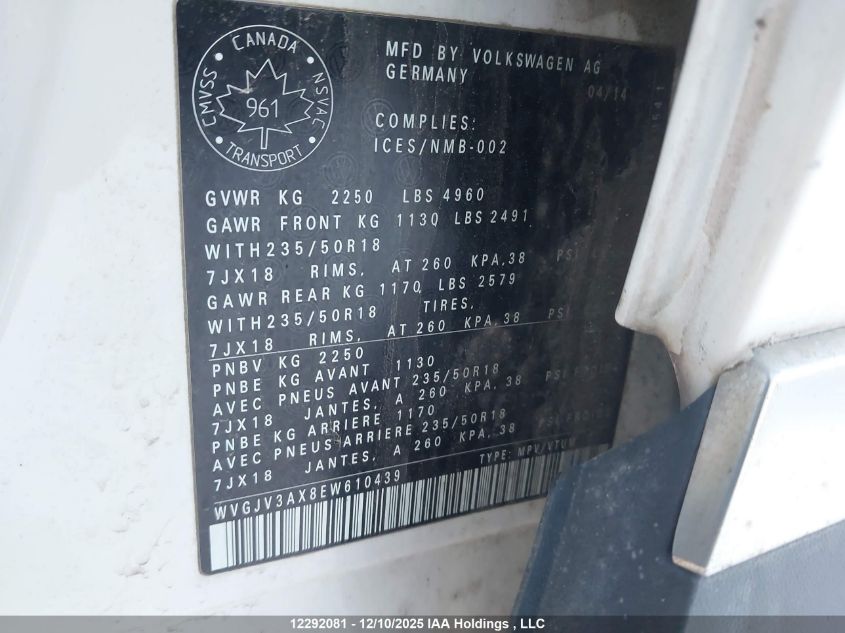 CANADA
CMVSS
NSVAC
961
TRANSPORT
MFD BY VOLKSWAGEN AG
GERMANY
04/14
COMPLIES:
ICES/NMB-002
GVWR KG 2250 LBS 4960
GAWR FRONT KG 1130 LBS 2491
WITH235/50R18
7JX18 RIMS, AT 260 KPA,38 PSI
GAWR REAR KG 1170 LBS 2579
WITH235/50R18 TIRES,
7JX18 RIMS, AT 260 KPA,38 PSI
PNBV KG 2250
PNBE KG AVANT 1130
AVEC PNEUS AVANT 235/50R18
7JX18 JANTES, A 260 KPA, 38 PSI
PNBE KG ARRIERE 1170
AVEC PNEUS ARRIERE 235/50R18
7JX18 JANTES, A 260 KPA,38 PSI
TYPE: MPV/VTUM
WVGJV3AX8EW610439
12292081 - 12/10/2025 IAA Holdings , LLC